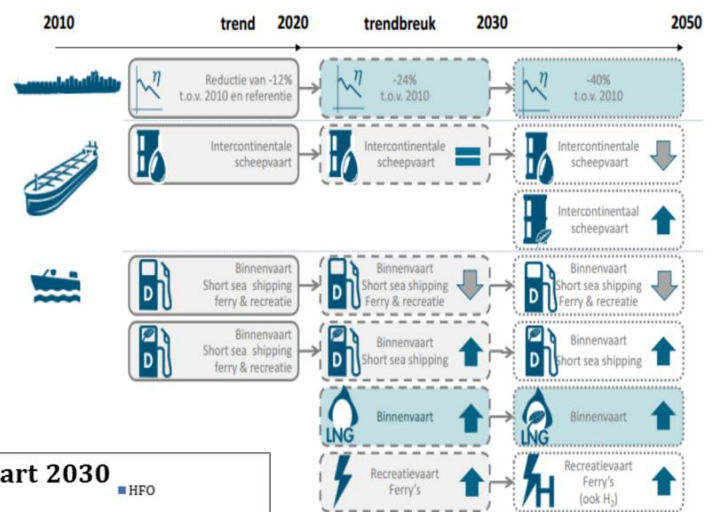 2010 trend 2020 trendbreuk 2030 2050
η Reductie van -12%
t.o.v. 2010 en referentie
η -24%
t.o.v. 2010
η -40%
t.o.v. 2010
Intercontinentale
scheepvaart
Intercontinentale
scheepvaart
Intercontinentale
scheepvaart
Intercontinentaal
scheepvaart
D
Binnenvaart
Short sea shipping
ferry & recreatie
D
Binnenvaart
Short sea shipping
Ferry & recreatie
D
Binnenvaart
Short sea shipping
Ferry & recreatie
D
Binnenvaart
Short sea shipping
ferry & recreatie
D
Binnenvaart
Short sea shipping
D
Binnenvaart
Short sea shipping
LNG
Binnenvaart
LNG
Binnenvaart
Recreatievaart
Ferry's
H
Recreatievaart
Ferry's
(ook H₂)
art 2030
HFO